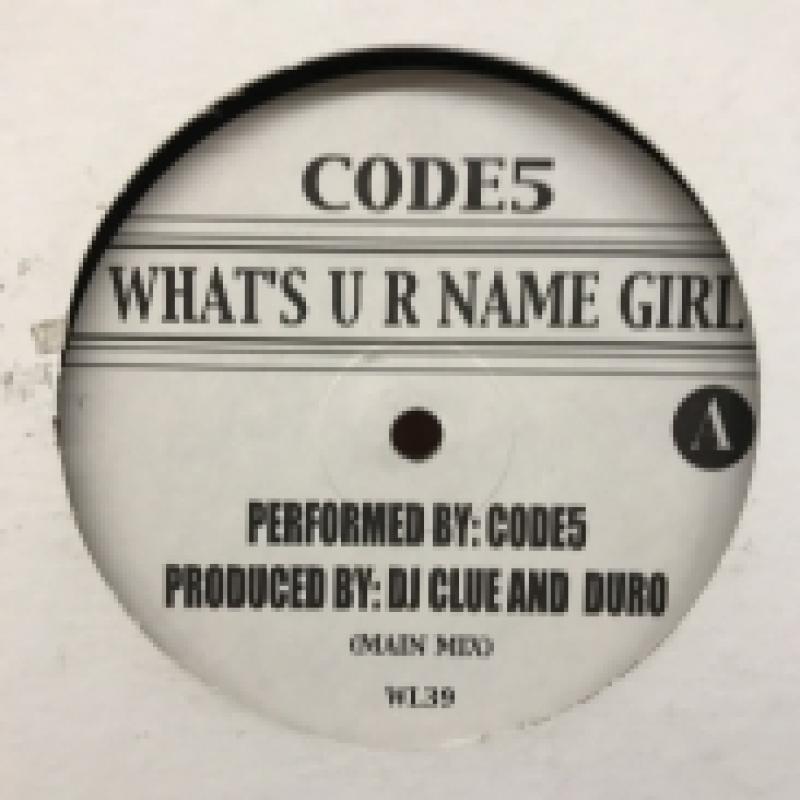 CODE5
WHAT'S U R NAME GIRL
A
PERFORMED BY: CODE5
PRODUCED BY: DJ CLUE AND DURO
(MAIN MIX)
WL39